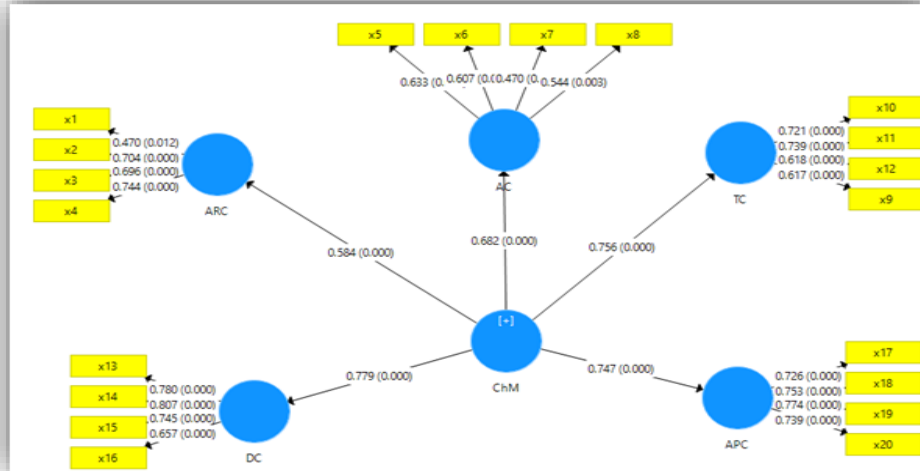 x5
x6
x7
x8
0.633 (0.
0.607 (0.
0.470 (0.
0.544 (0.003)
x1
x2
x3
x4
0.470 (0.012)
0.704 (0.000)
0.696 (0.000)
0.744 (0.000)
ARC
AC
x10
x11
x12
x9
0.721 (0.000)
0.739 (0.000)
0.618 (0.000)
0.617 (0.000)
TC
0.584 (0.000)
0.682 (0.000)
0.756 (0.000)
[+]
ChM
0.779 (0.000)
0.747 (0.000)
x13
x14
x15
x16
0.780 (0.000)
0.807 (0.000)
0.745 (0.000)
0.657 (0.000)
DC
x17
x18
x19
x20
0.726 (0.000)
0.753 (0.000)
0.774 (0.000)
0.739 (0.000)
APC